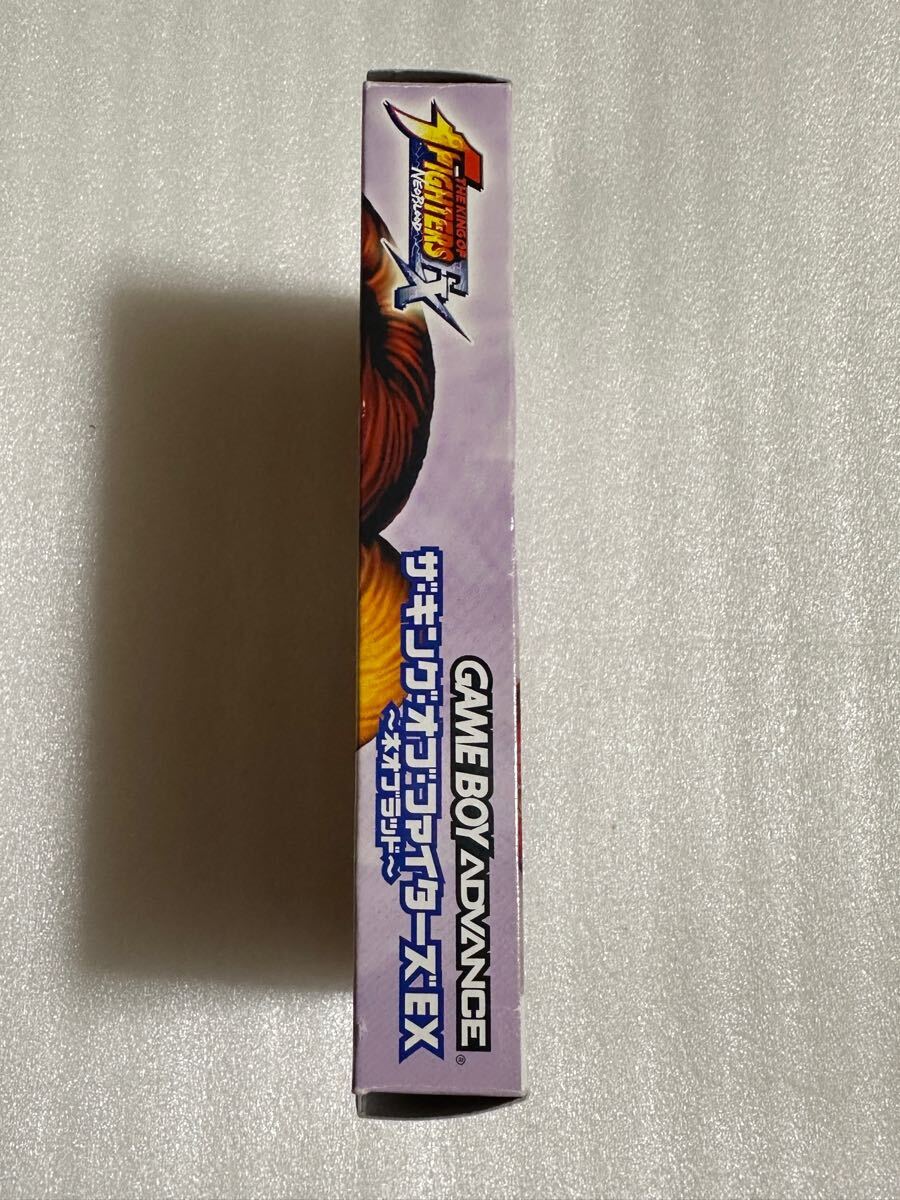 THE KING OF
FIGHTERS EX
NEOBLOOD
GAME BOY ADVANCE®
ザ・キング・オブ・ファイターズEX
～ネオブラッド～